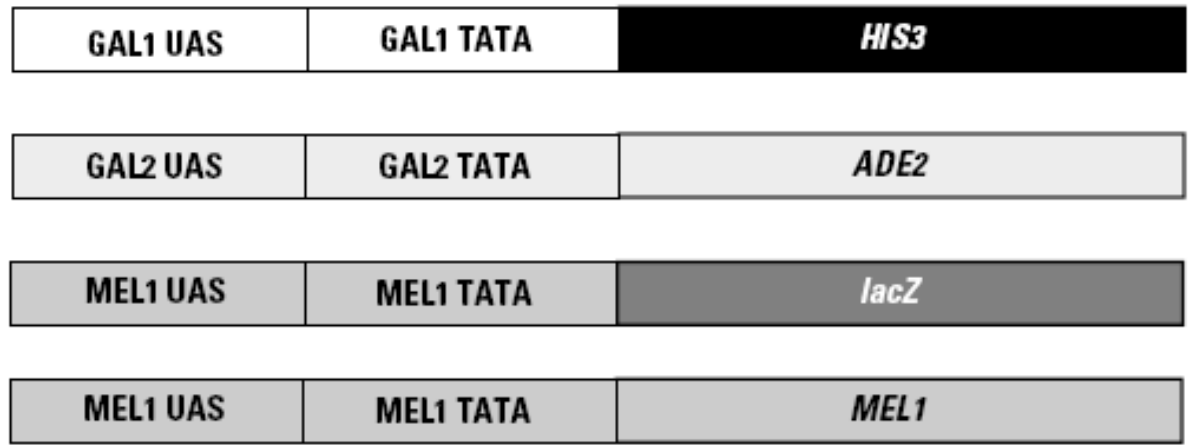 GAL1 UAS GAL1 TATA HIS3
GAL2 UAS GAL2 TATA ADE2
MEL1 UAS MEL1 TATA lacZ
MEL1 UAS MEL1 TATA MEL1